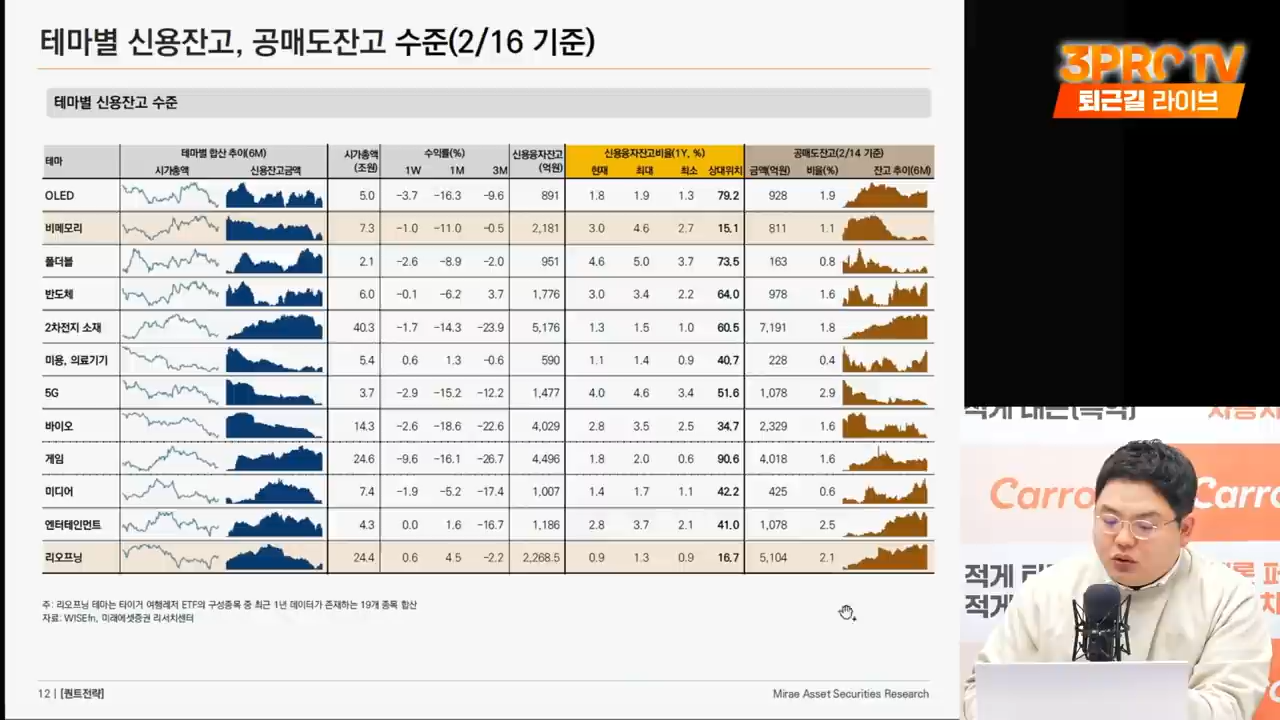 테마별 신용잔고, 공매도잔고 수준(2/16 기준)
3PRO TV
퇴근길 라이브
테마별 신용잔고 수준
테마 테마별 합산 추이(6M) 시가총액(조원) 수익률(%) 신용융자잔고(억원) 신용융자잔고비율(1Y, %) 공매도잔고(2/14 기준)
시가총액 신용잔고금액 1W 1M 3M 현재 최대 최소 상대위치 금액(억원) 비율(%) 잔고 추이(6M)
OLED 5.0 -3.7 -16.3 -9.6 891 1.8 1.9 1.3 79.2 928 1.9
비메모리 7.3 -1.0 -11.0 -0.5 2,181 3.0 4.6 2.7 15.1 811 1.1
폴더블 2.1 -2.6 -8.9 -2.0 951 4.6 5.0 3.7 73.5 163 0.8
반도체 6.0 -0.1 -6.2 3.7 1,776 3.0 3.4 2.2 64.0 978 1.6
2차전지 소재 40.3 -1.7 -14.3 -23.9 5,176 1.3 1.5 1.0 60.5 7,191 1.8
미용, 의료기기 5.4 0.6 1.3 -0.6 590 1.1 1.4 0.9 40.7 228 0.4
5G 3.7 -2.9 -15.2 -12.2 1,477 4.0 4.6 3.4 51.6 1,078 2.9
바이오 14.3 -2.6 -18.6 -22.6 4,029 2.8 3.5 2.5 34.7 2,329 1.6
게임 24.6 -9.6 -16.1 -26.7 4,496 1.8 2.0 0.6 90.6 4,018 1.6
미디어 7.4 -1.9 -5.2 -17.4 1,007 1.4 1.7 1.1 42.2 425 0.6
엔터테인먼트 4.3 0.0 1.6 -16.7 1,186 2.8 3.7 2.1 41.0 1,078 2.5
리오프닝 24.4 0.6 4.5 -2.2 2,268.5 0.9 1.3 0.9 16.7 5,104 2.1
주: 리오프닝 테마는 타이거 여행레저 ETF의 구성종목 중 최근 1년 데이터가 존재하는 19개 종목 합산
자료: WISEfn, 미래에셋증권 리서치센터
12 | [퀀트전략]
Mirae Asset Securities Research
Carro
Carro
적게
적게